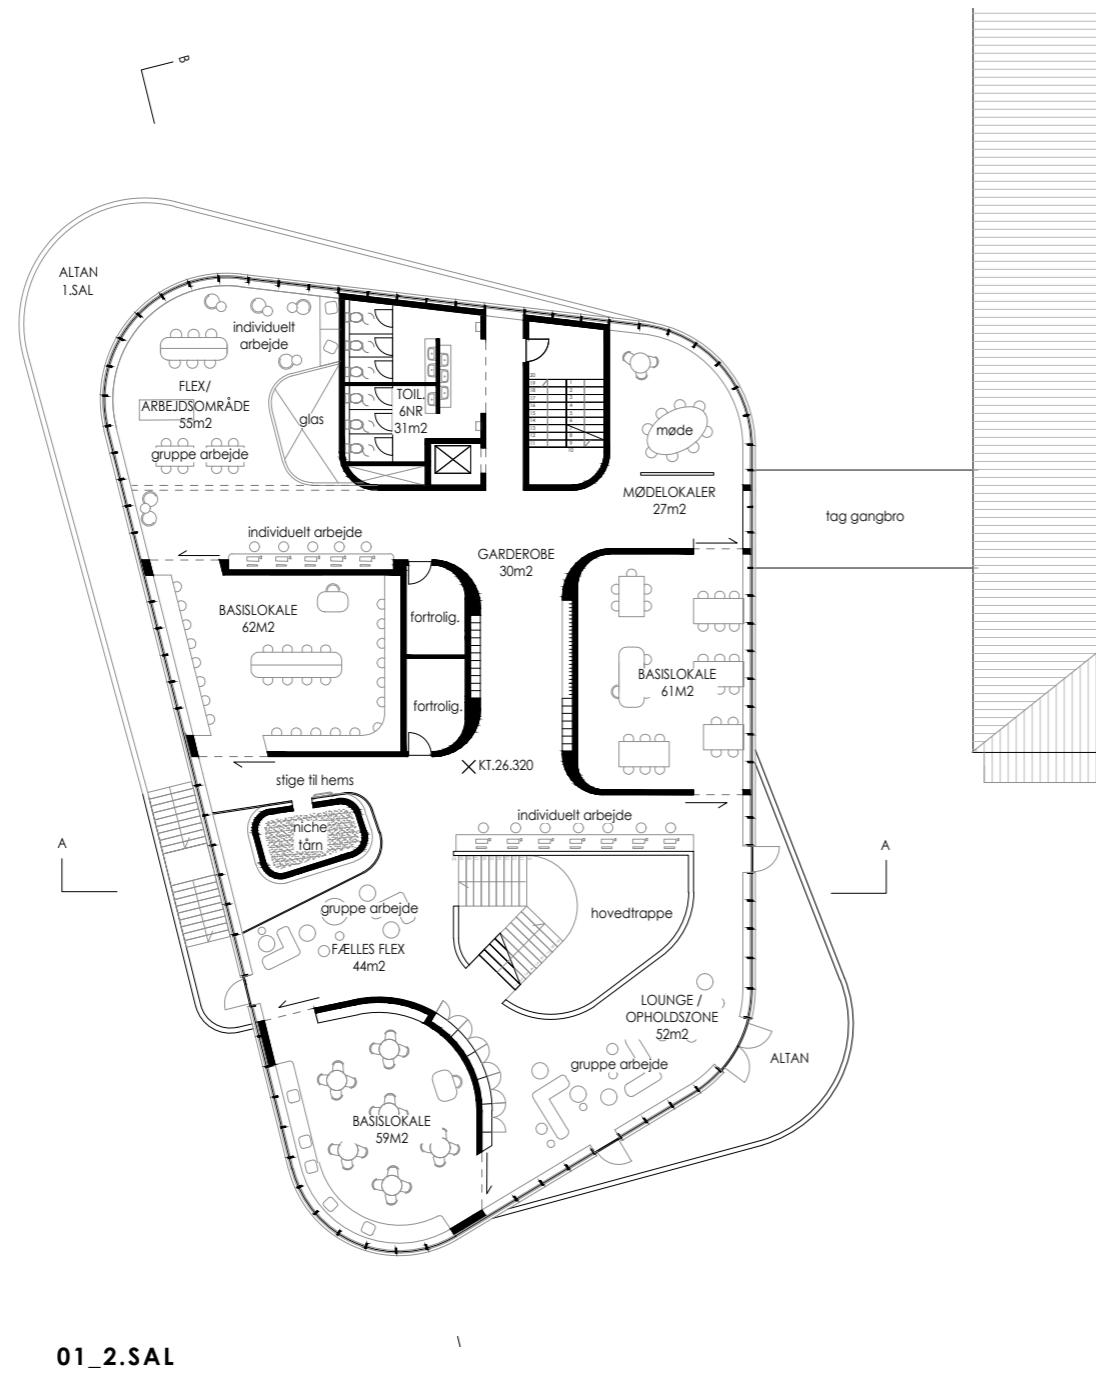 B
ALTAN
1.SAL
individuelt
arbejde
FLEX/
ARBEJDSOMRÅDE
55m2
gruppe arbejde
glas
TOIL.
6NR
31m2
møde
MØDELOKALER
27m2
tag gangbro
individuelt arbejde
GARDEROBE
30m2
BASISLOKALE
62M2
fortrolig.
fortrolig.
BASISLOKALE
61M2
KT.26.320
stige til hems
niche
tårn
individuelt arbejde
A
A
hovedtrappe
gruppe arbejde
FÆLLES FLEX
44m2
LOUNGE /
OPHOLDSZONE
52m2
gruppe arbejde
ALTAN
BASISLOKALE
59M2
01_2.SAL